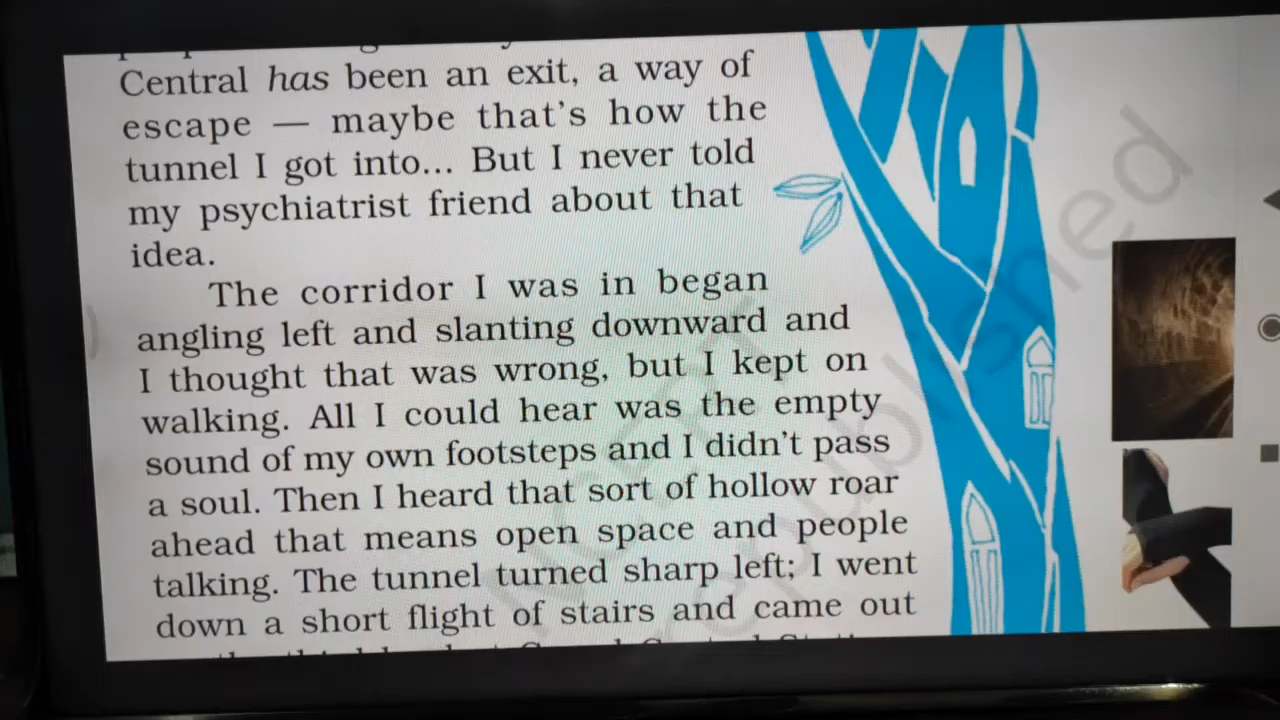 Central has been an exit, a way of
escape — maybe that's how the
tunnel I got into... But I never told
my psychiatrist friend about that
idea.
The corridor I was in began
angling left and slanting downward and
I thought that was wrong, but I kept on
walking. All I could hear was the empty
sound of my own footsteps and I didn't pass
a soul. Then I heard that sort of hollow roar
ahead that means open space and people
talking. The tunnel turned sharp left; I went
down a short flight of stairs and came out